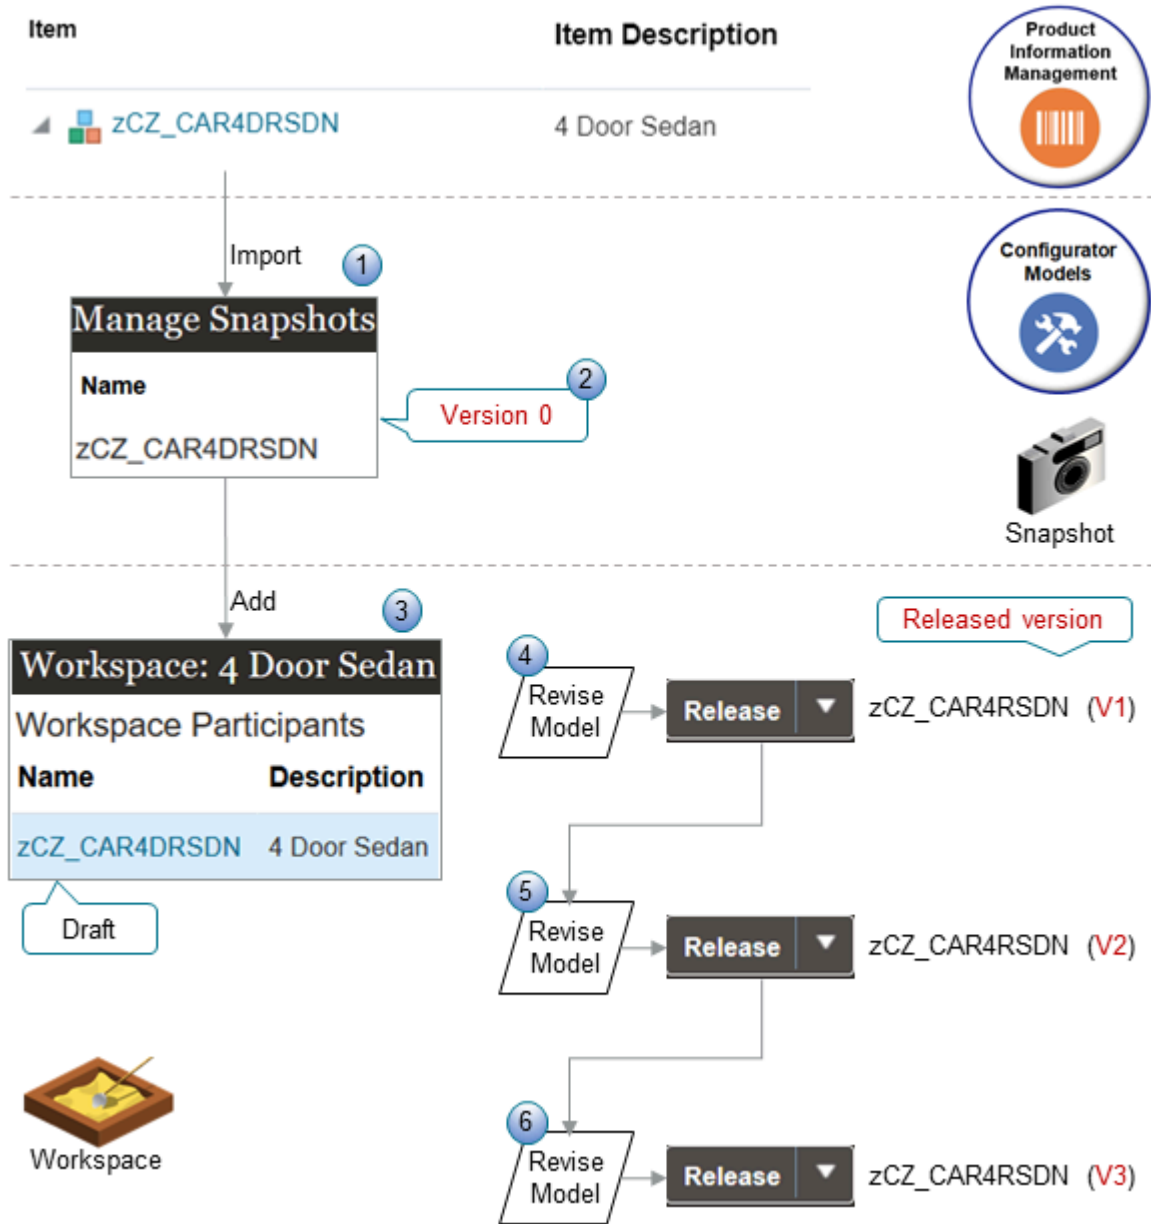 Item
Item Description
Product
Information
Management
zCZ_CAR4DRSDN
4 Door Sedan
Import
1
Configurator
Models
Manage Snapshots
Name
2
Version 0
zCZ_CAR4DRSDN
Snapshot
Add
3
Released version
Workspace: 4 Door Sedan
Workspace Participants
Name Description
zCZ_CAR4DRSDN 4 Door Sedan
Draft
Workspace
4
Revise
Model
Release
zCZ_CAR4RSDN (V1)
5
Revise
Model
Release
zCZ_CAR4RSDN (V2)
6
Revise
Model
Release
zCZ_CAR4RSDN (V3)